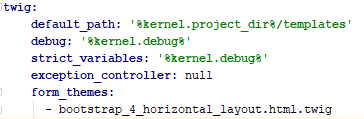 twig:
    default_path: '%kernel.project_dir%/templates'
    debug: '%kernel.debug%'
    strict_variables: '%kernel.debug%'
    exception_controller: null
    form_themes:
      - bootstrap_4_horizontal_layout.html.twig